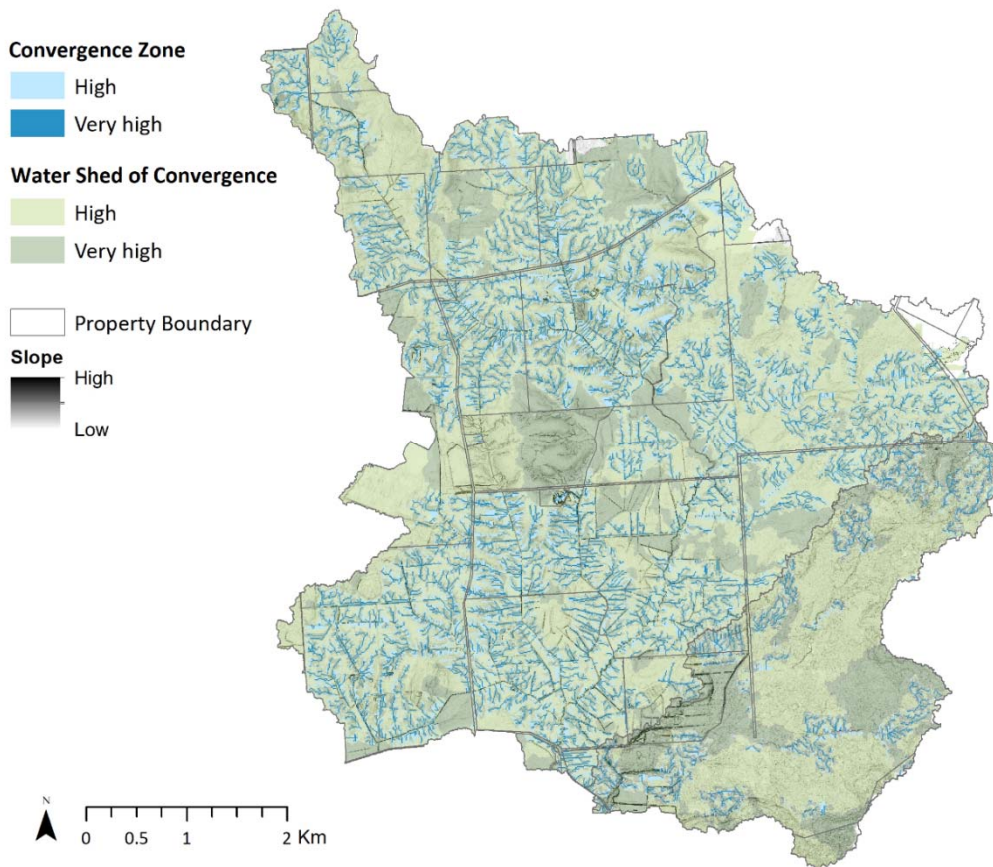 Convergence Zone
High
Very high
Water Shed of Convergence
High
Very high
Property Boundary
Slope
High
Low
N
0 0.5 1 2 Km